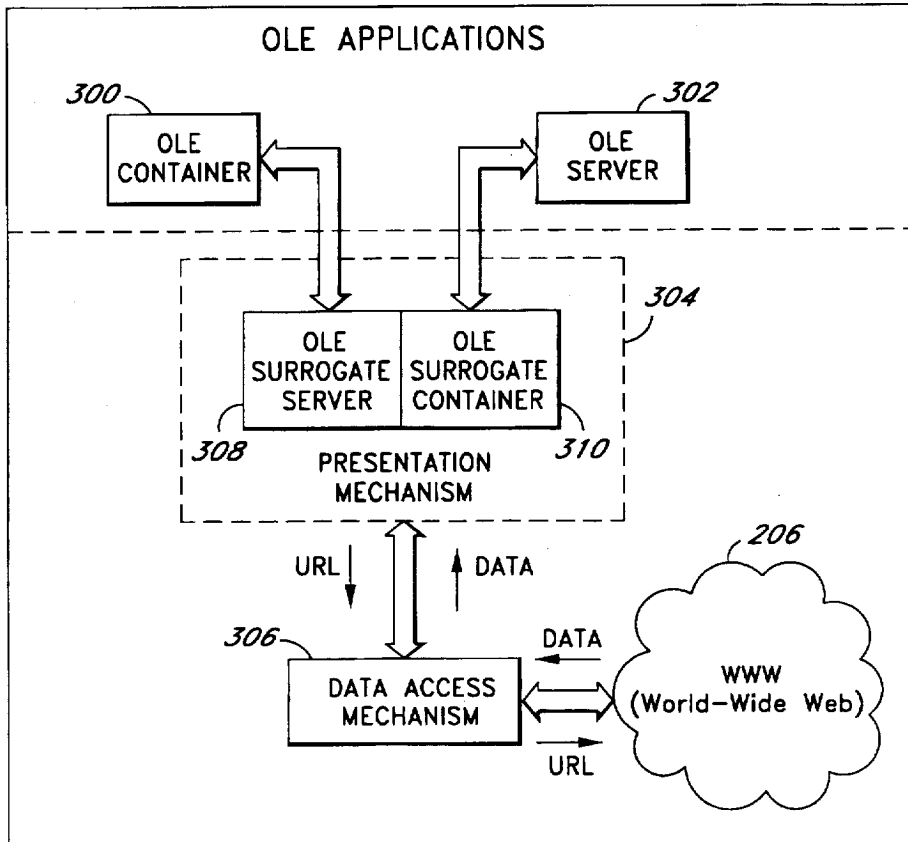 OLE APPLICATIONS
300
302
OLE
CONTAINER
OLE
SERVER
304
OLE
SURROGATE
SERVER
OLE
SURROGATE
CONTAINER
308
310
PRESENTATION
MECHANISM
206
URL
DATA
306
DATA ACCESS
MECHANISM
DATA
URL
WWW
(World-Wide Web)